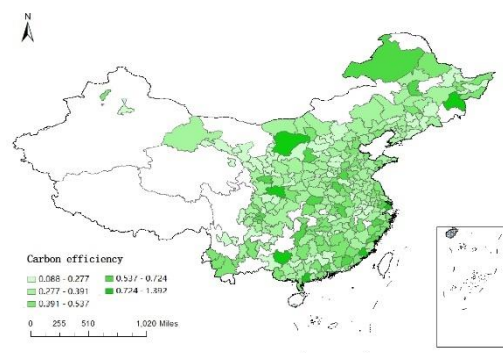 N
Carbon efficiency
0.088 - 0.277
0.537 - 0.724
0.277 - 0.391
0.724 - 1.392
0.391 - 0.537
0 255 510 1,020 Miles